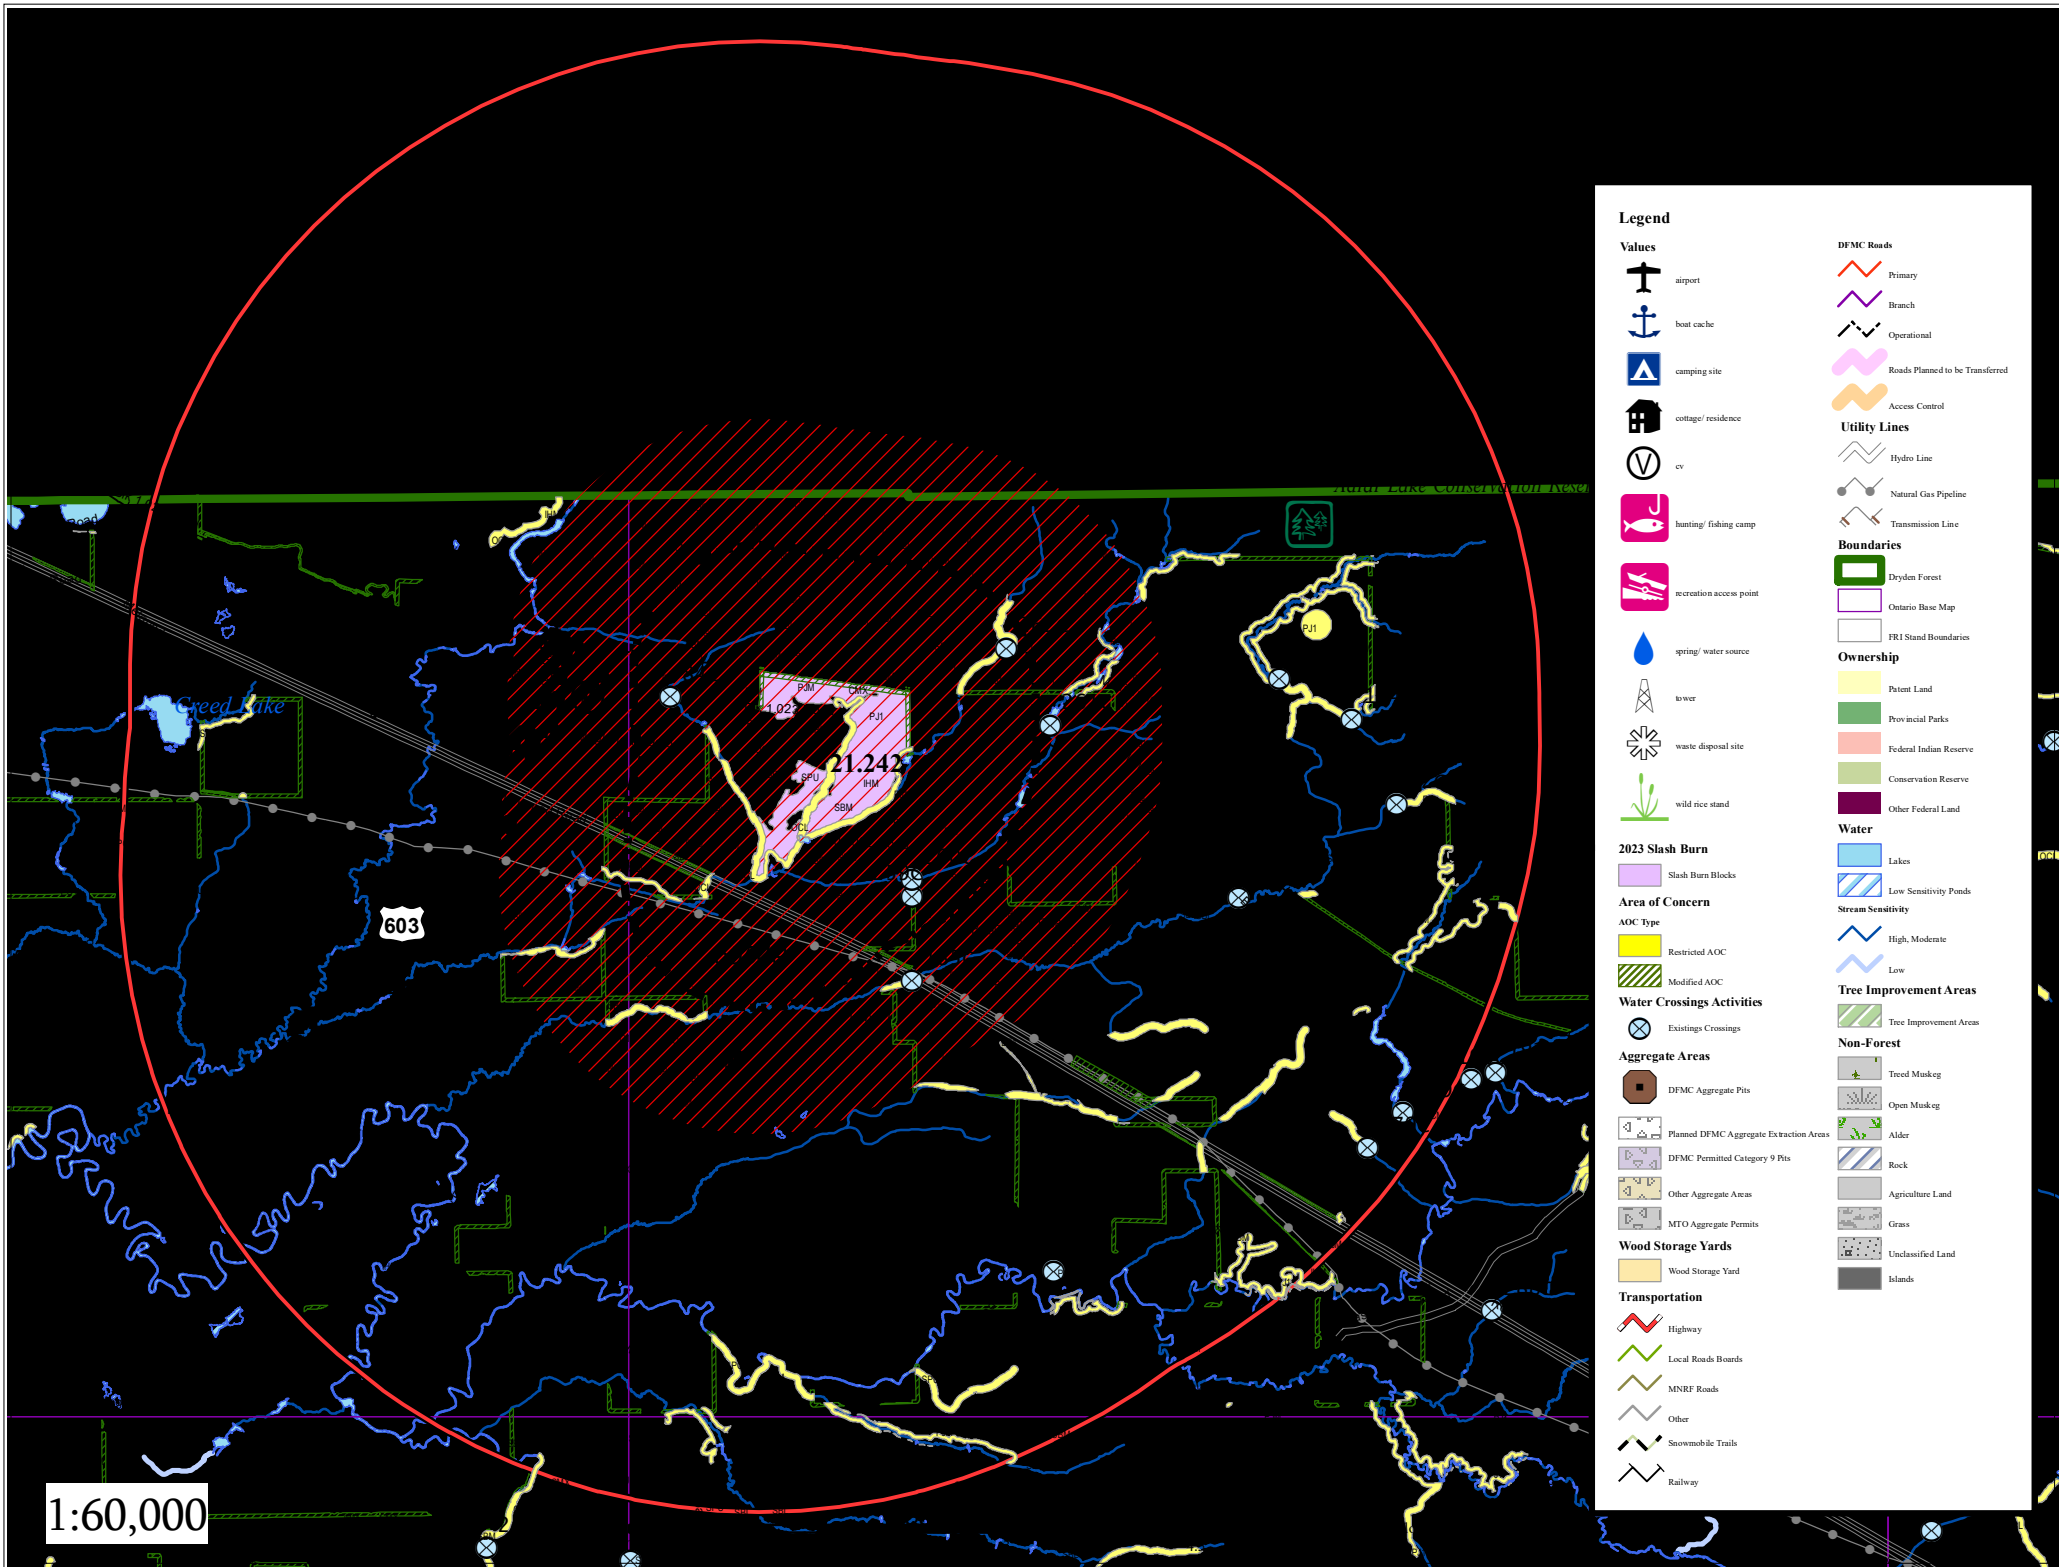 Creed Lake
603
PJM
CMX
1.023
PJ1
21.242
SPU
IHM
SBM
OCL
PJ1
1:60,000
Legend
Values
airport
boat cache
camping site
cottage/ residence
V
cv
hunting/ fishing camp
recreation access point
spring/ water source
tower
waste disposal site
wild rice stand
2023 Slash Burn
Slash Burn Blocks
Area of Concern
AOC Type
Restricted AOC
Modified AOC
Water Crossings Activities
Existings Crossings
Aggregate Areas
DFMC Aggregate Pits
Planned DFMC Aggregate Extraction Areas
DFMC Permitted Category 9 Pits
Other Aggregate Areas
MTO Aggregate Permits
Wood Storage Yards
Wood Storage Yard
Transportation
Highway
Local Roads Boards
MNRF Roads
Other
Snowmobile Trails
Railway
DFMC Roads
Primary
Branch
Operational
Roads Planned to be Transferred
Access Control
Utility Lines
Hydro Line
Natural Gas Pipeline
Transmission Line
Boundaries
Dryden Forest
Ontario Base Map
FRI Stand Boundaries
Ownership
Patent Land
Provincial Parks
Federal Indian Reserve
Conservation Reserve
Other Federal Land
Water
Lakes
Low Sensitivity Ponds
Stream Sensitivity
High, Moderate
Low
Tree Improvement Areas
Tree Improvement Areas
Non-Forest
Treed Muskeg
Open Muskeg
Alder
Rock
Agriculture Land
Grass
Unclassified Land
Islands